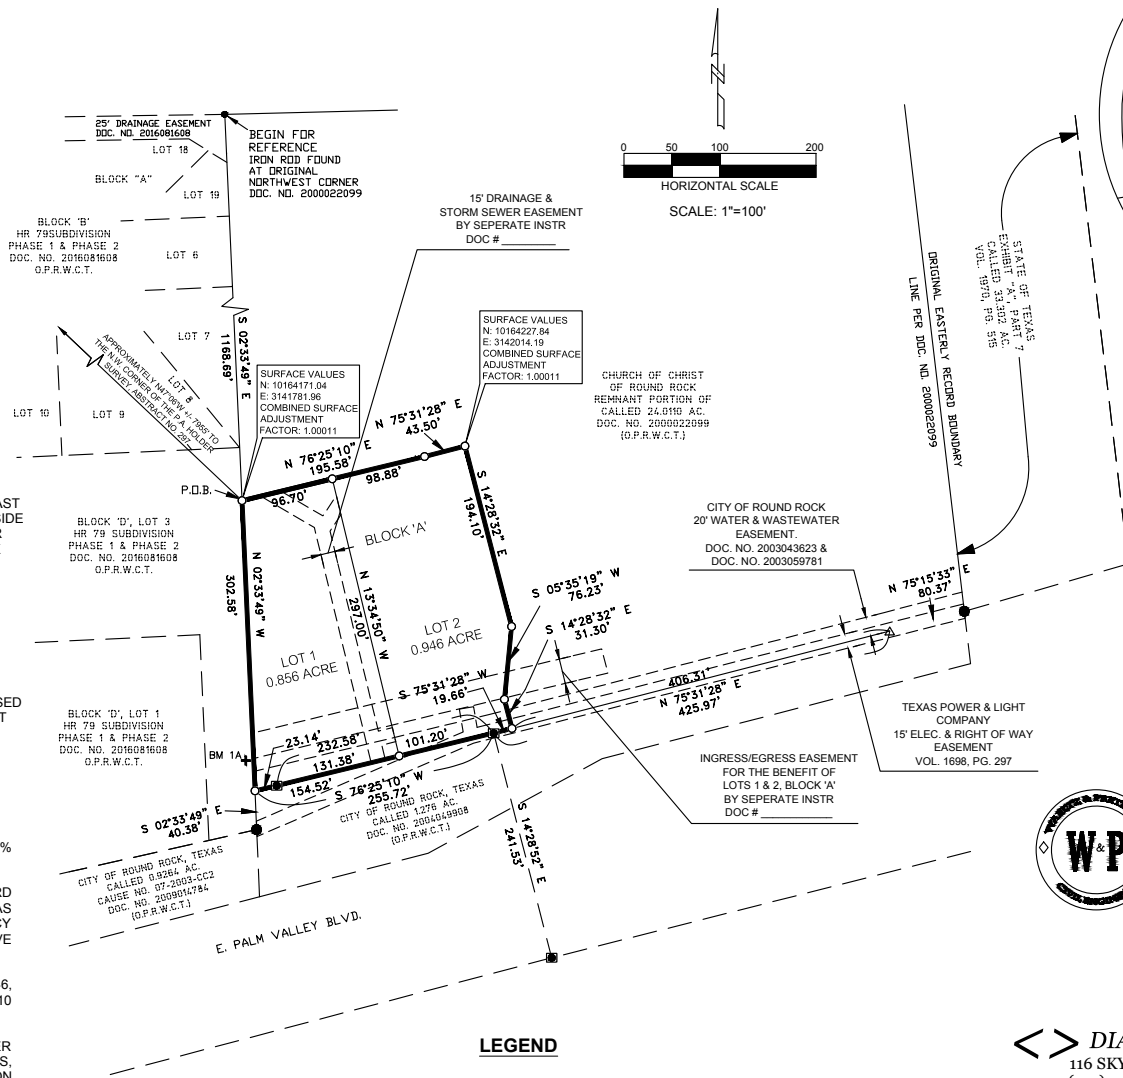 25' DRAINAGE EASEMENT
DOC. NO. 2016081608
LOT 18
BLOCK "A"
LOT 19
BEGIN FOR
REFERENCE
IRON ROD FOUND
AT ORIGINAL
NORTHWEST CORNER
DOC. NO. 2000022099
N
0 50 100 200
HORIZONTAL SCALE
SCALE: 1"=100'
15' DRAINAGE &
STORM SEWER EASEMENT
BY SEPERATE INSTR
DOC # ________
BLOCK 'B'
HR 79SUBDIVISION
PHASE 1 & PHASE 2
DOC. NO. 2016081608
O.P.R.W.C.T.
LOT 6
LOT 7
LOT 8
LOT 10
LOT 9
S 02°33'49" E
1168.69'
APPROXIMATELY N47°06'W +/-7965' TO
THE N.W. CORNER OF THE P.A. HOLDER
SURVEY, ABSTRACT NO. 297
SURFACE VALUES
N: 10164171.04
E: 3141781.96
COMBINED SURFACE
ADJUSTMENT
FACTOR: 1.00011
SURFACE VALUES
N: 10164227.84
E: 3142014.19
COMBINED SURFACE
ADJUSTMENT
FACTOR: 1.00011
CHURCH OF CHRIST
OF ROUND ROCK
REMNANT PORTION OF
CALLED 24.0110 AC.
DOC. NO. 2000022099
(O.P.R.W.C.T.)
ORIGINAL EASTERLY RECORD BOUNDARY
LINE PER DOC. NO. 2000022099
STATE OF TEXAS
EXHIBIT "A", PART 7
CALLED 33.302 AC.
VOL. 1970, PG. 515
N 75°31'28" E
43.50'
N 76°25'10" E
195.58'
96.70'
98.88'
P.O.B.
BLOCK 'D', LOT 3
HR 79 SUBDIVISION
PHASE 1 & PHASE 2
DOC. NO. 2016081608
O.P.R.W.C.T.
BLOCK 'A'
S 14°28'32" E
194.10'
CITY OF ROUND ROCK
20' WATER & WASTEWATER
EASEMENT.
DOC. NO. 2003043623 &
DOC. NO. 2003059781
N 02°33'49" W
302.58'
N 13°34'50" W
297.00'
S 05°35'19" W
76.23'
S 14°28'32" E
31.30'
N 75°15'33" E
80.37'
LOT 1
0.856 ACRE
LOT 2
0.946 ACRE
S 75°31'28" W
19.66'
406.31'
N 75°31'28" E
425.97'
BLOCK 'D', LOT 1
HR 79 SUBDIVISION
PHASE 1 & PHASE 2
DOC. NO. 2016081608
O.P.R.W.C.T.
BM 1A
23.14'
232.58'
131.38'
154.52'
101.20'
S 76°25'10" W
255.72'
TEXAS POWER & LIGHT
COMPANY
15' ELEC. & RIGHT OF WAY
EASEMENT
VOL. 1698, PG. 297
INGRESS/EGRESS EASEMENT
FOR THE BENEFIT OF
LOTS 1 & 2, BLOCK 'A'
BY SEPERATE INSTR
DOC # ________
S 02°33'49" E
40.38'
CITY OF ROUND ROCK, TEXAS
CALLED 1.276 AC.
DOC. NO. 2004049908
(O.P.R.W.C.T.)
CITY OF ROUND ROCK, TEXAS
CALLED 0.9264 AC.
CAUSE NO. 07-2003-CC2
DOC. NO. 2009014784
(O.P.R.W.C.T.)
S 14°28'52" E
241.53'
E. PALM VALLEY BLVD.
W&P
LEGEND
DIA
116 SKY
AST
SIDE
R
SED
T
%
RD
AS
CY
VE
6,
10
ER
S,
ON